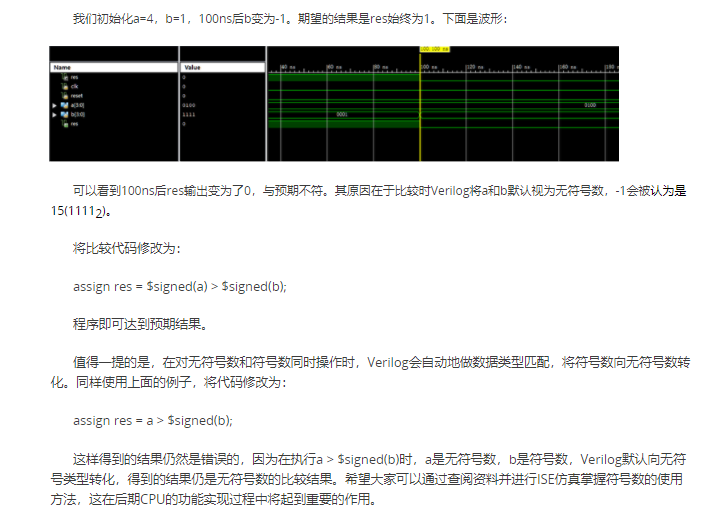 我们初始化a=4，b=1，100ns后b变为-1。期望的结果是res始终为1。下面是波形：
100.100 ns
Name Value 40 ns 60 ns 80 ns 100 ns 120 ns 140 ns 160 ns 180 ns
res 0
clk 0
reset 0
a[3:0] 0100 0100
b[3:0] 1111 0001
res 0
可以看到100ns后res输出变为了0，与预期不符。其原因在于比较时Verilog将a和b默认视为无符号数，-1会被认为是
15(1111₂)。
将比较代码修改为：
assign res = $signed(a) > $signed(b);
程序即可达到预期结果。
值得一提的是，在对无符号数和符号数同时操作时，Verilog会自动地做数据类型匹配，将符号数向无符号数转
化。同样使用上面的例子，将代码修改为：
assign res = a > $signed(b);
这样得到的结果仍然是错误的，因为在执行a > $signed(b)时，a是无符号数，b是符号数，Verilog默认向无符
号类型转化，得到的结果仍是无符号数的比较结果。希望大家可以通过查阅资料并进行ISE仿真掌握符号数的使用
方法，这在后期CPU的功能实现过程中将起到重要的作用。